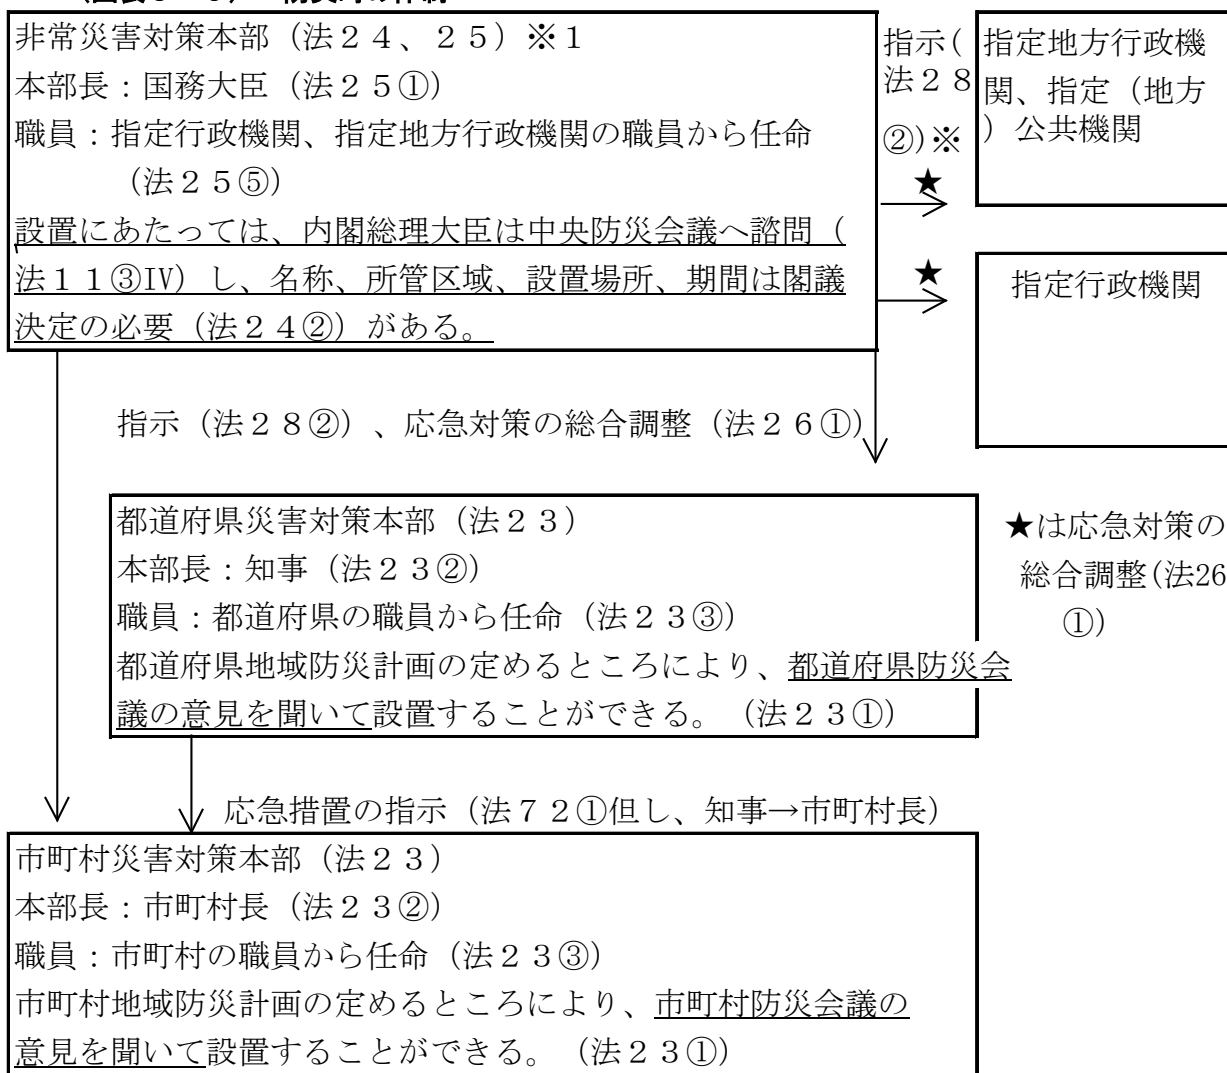 非常災害対策本部（法２４、２５）※１
本部長：国務大臣（法２５①）
職員：指定行政機関、指定地方行政機関の職員から任命
（法２５⑤）
設置にあたっては、内閣総理大臣は中央防災会議へ諮問（
法１１③IV）し、名称、所管区域、設置場所、期間は閣議
決定の必要（法２４②）がある。
指示(
法２８
②)※
★
指定地方行政機
関、指定（地方
）公共機関
★
指定行政機関
指示（法２８②）、応急対策の総合調整（法２６①）
都道府県災害対策本部（法２３）
本部長：知事（法２３②）
職員：都道府県の職員から任命（法２３③）
都道府県地域防災計画の定めるところにより、都道府県防災会
議の意見を聞いて設置することができる。（法２３①）
★は応急対策の
総合調整(法26
①)
応急措置の指示（法７２①但し、知事→市町村長）
市町村災害対策本部（法２３）
本部長：市町村長（法２３②）
職員：市町村の職員から任命（法２３③）
市町村地域防災計画の定めるところにより、市町村防災会議の
意見を聞いて設置することができる。（法２３①）